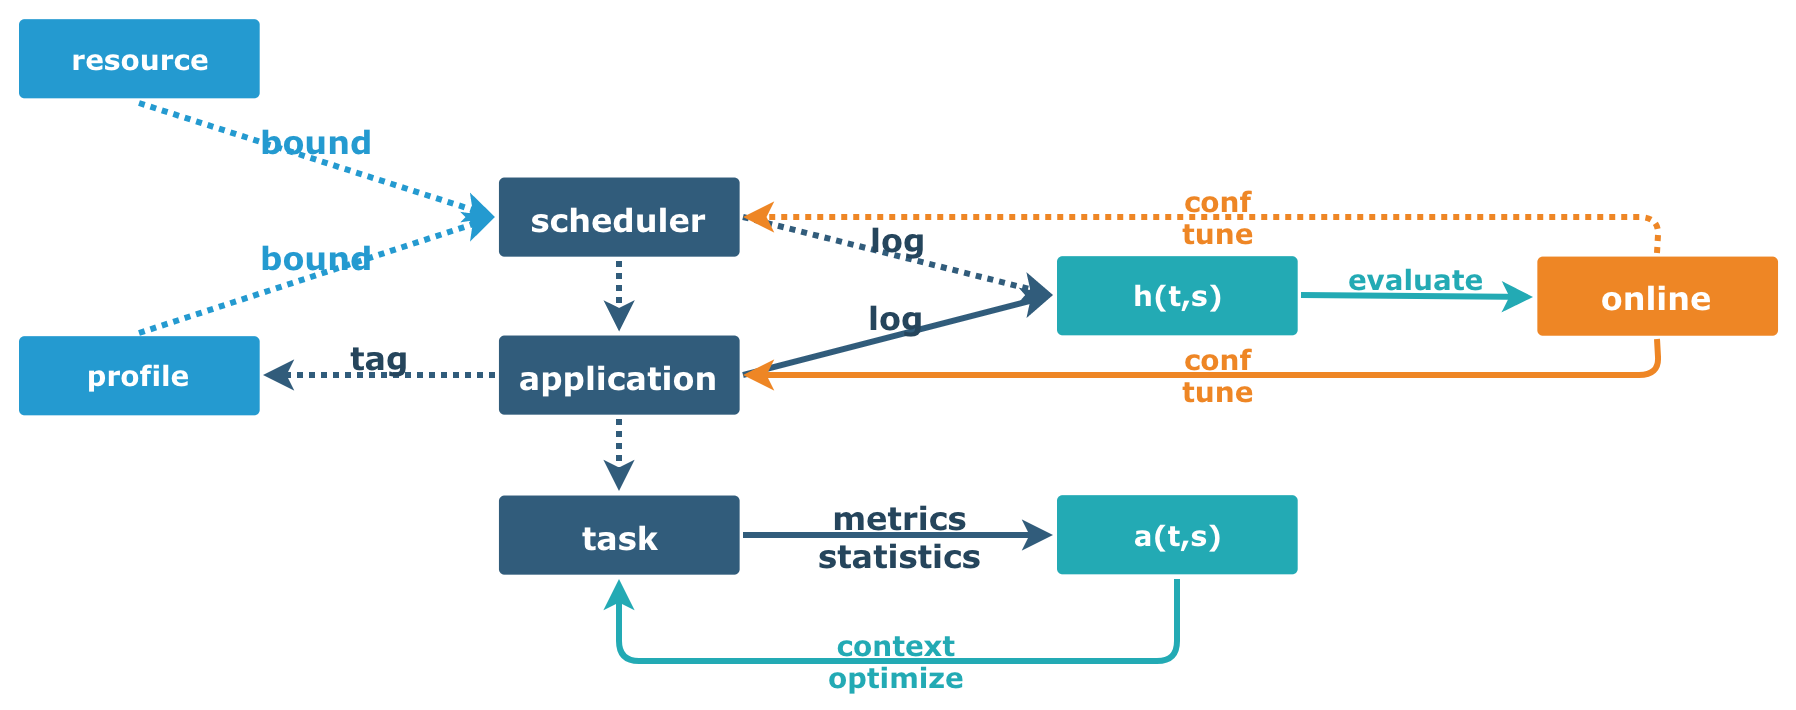 resource
bound
scheduler
conf
tune
log
bound
h(t,s)
evaluate
online
log
profile
tag
application
conf
tune
task
metrics
statistics
a(t,s)
context
optimize